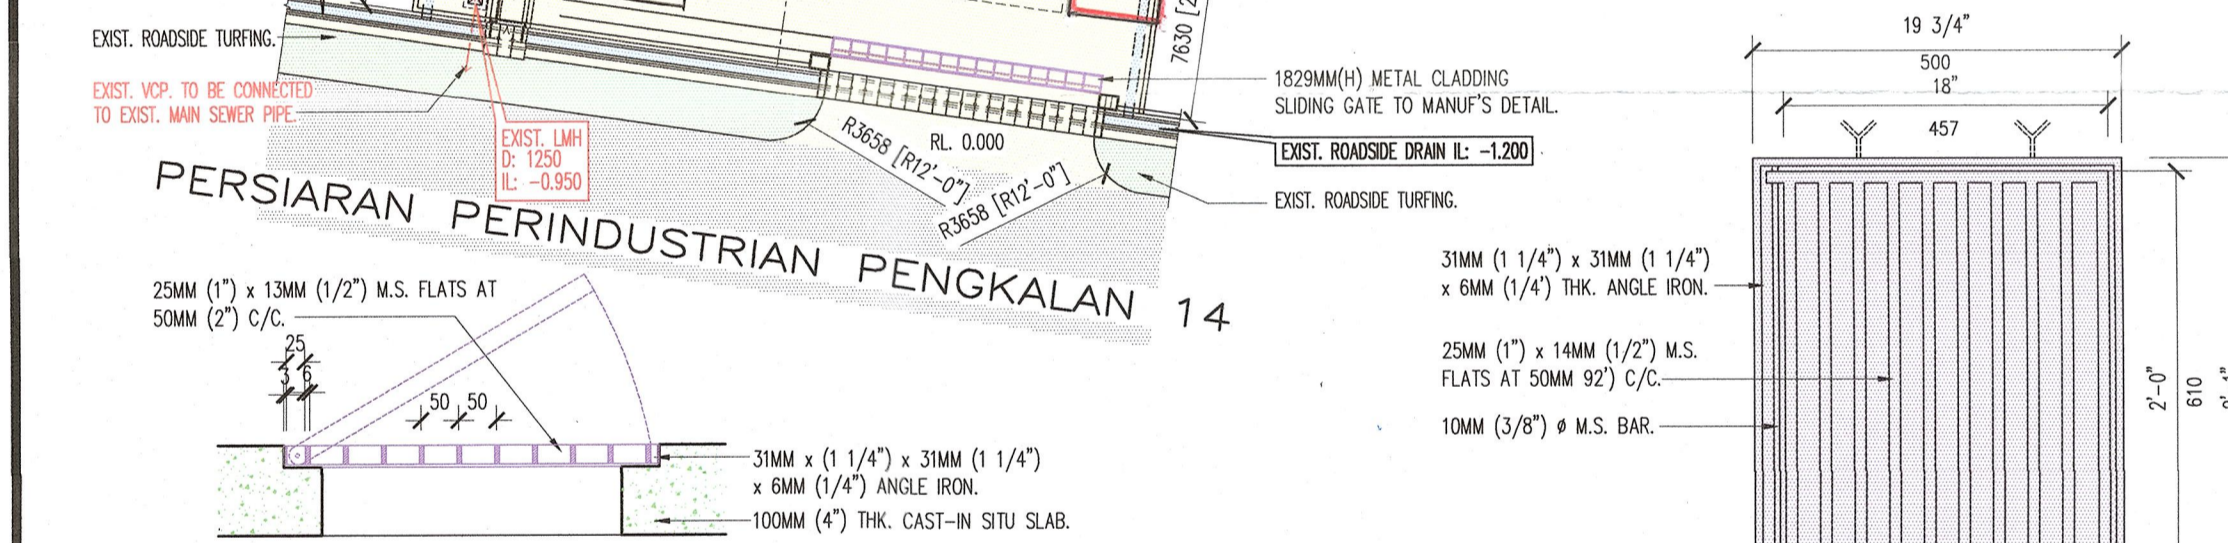 EXIST. ROADSIDE TURFING.
EXIST. VCP. TO BE CONNECTED
TO EXIST. MAIN SEWER PIPE.
EXIST. LMH
D: 1250
IL: -0.950
PERSIARAN PERINDUSTRIAN PENGKALAN 14
R3658 [R12'-0"]
RL. 0.000
R3658 [R12'-0"]
7630
1829MM(H) METAL CLADDING
SLIDING GATE TO MANUF'S DETAIL.
EXIST. ROADSIDE DRAIN IL: -1.200
EXIST. ROADSIDE TURFING.
25MM (1") x 13MM (1/2") M.S. FLATS AT
50MM (2") C/C.
25
3 6
50 50
31MM x (1 1/4") x 31MM (1 1/4")
x 6MM (1/4") ANGLE IRON.
100MM (4") THK. CAST-IN SITU SLAB.
19 3/4"
500
18"
457
31MM (1 1/4") x 31MM (1 1/4")
x 6MM (1/4') THK. ANGLE IRON.
25MM (1") x 14MM (1/2") M.S.
FLATS AT 50MM 92') C/C.
10MM (3/8") ø M.S. BAR.
2'-0"
610